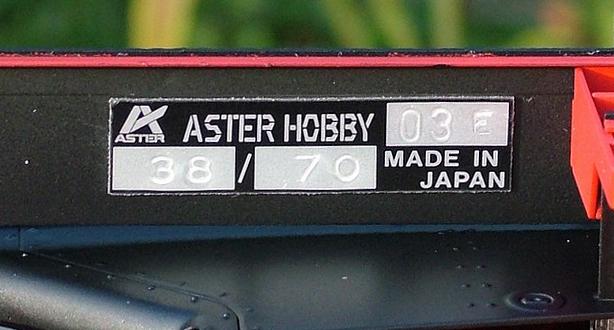 ASTER
ASTER HOBBY 03 E
38 / 70 MADE IN
JAPAN